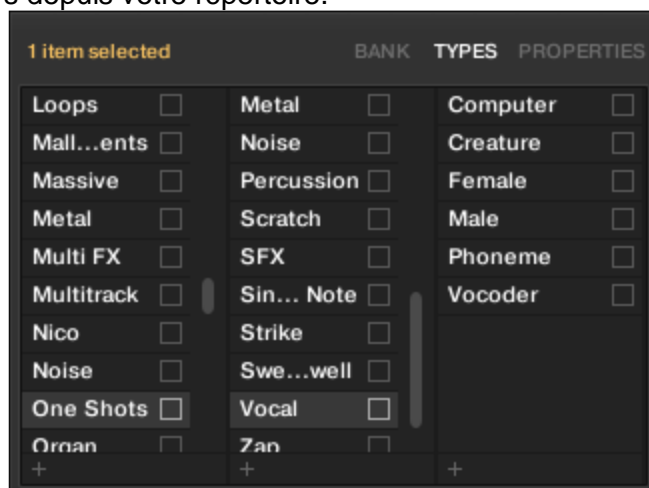 s depuis votre répertoire.
1 item selected BANK TYPES PROPERTIES
Loops Metal Computer
Mall...ents Noise Creature
Massive Percussion Female
Metal Scratch Male
Multi FX SFX Phoneme
Multitrack Sin... Note Vocoder
Nico Strike
Noise Swe...well
One Shots Vocal
Organ Zap
+ + +